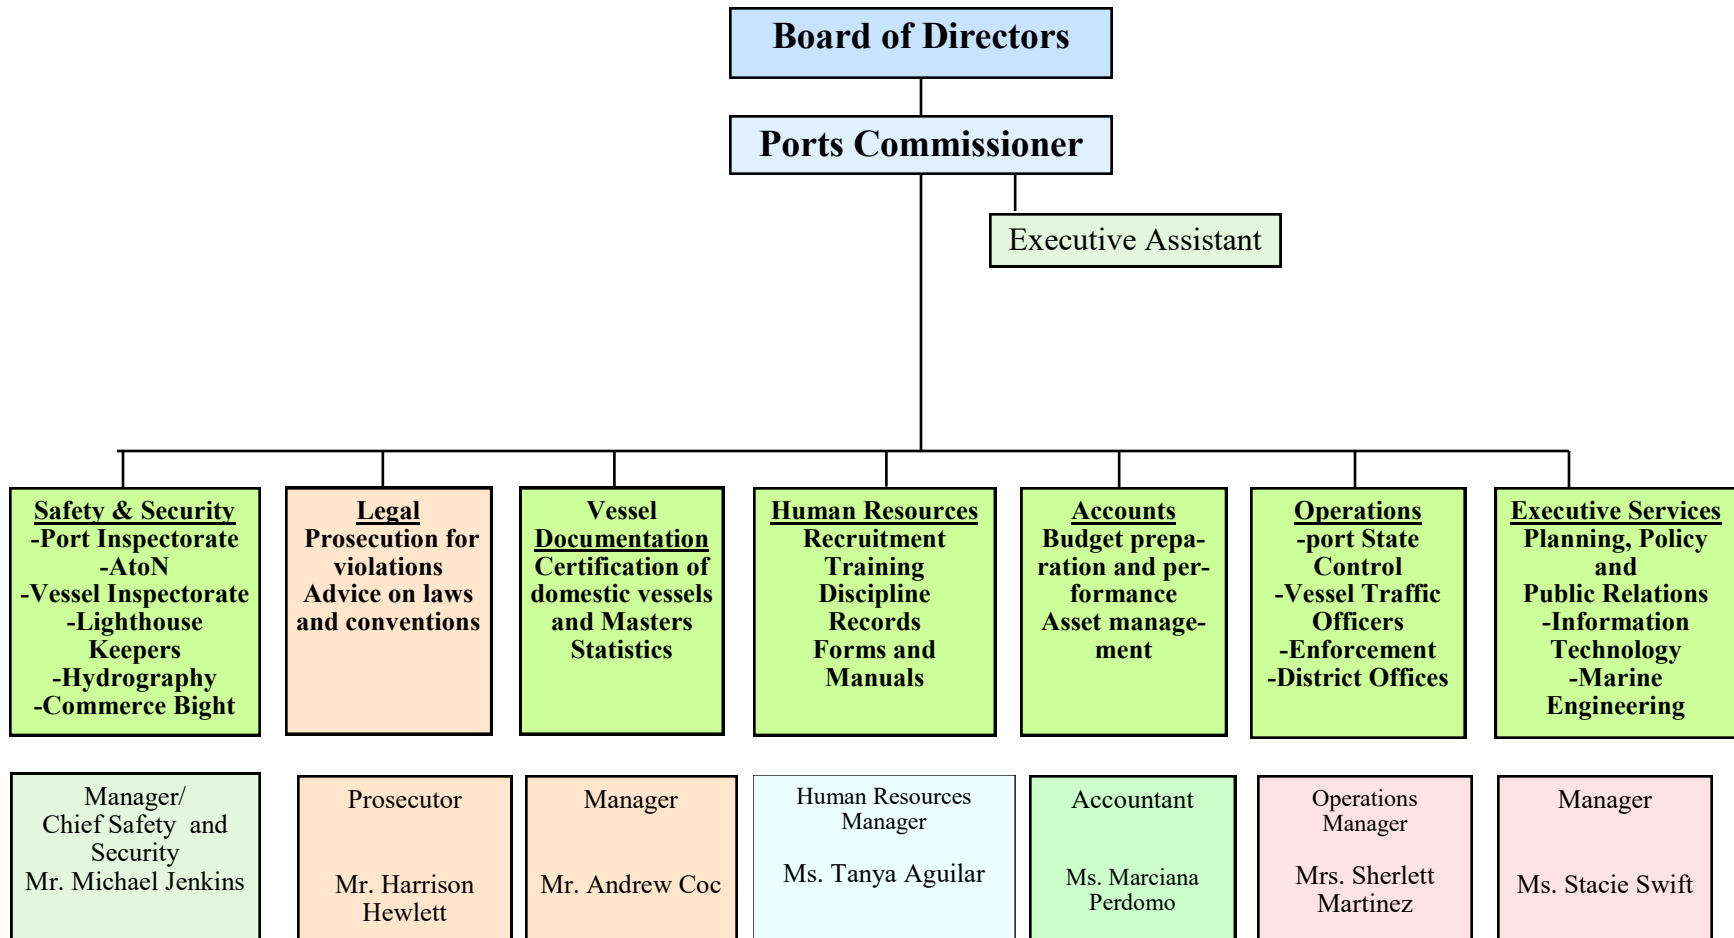 Board of Directors
Ports Commissioner
Executive Assistant
Safety & Security
-Port Inspectorate
-AtoN
-Vessel Inspectorate
-Lighthouse
Keepers
-Hydrography
-Commerce Bight
Legal
Prosecution for
violations
Advice on laws
and conventions
Vessel
Documentation
Certification of
domestic vessels
and Masters
Statistics
Human Resources
Recruitment
Training
Discipline
Records
Forms and
Manuals
Accounts
Budget prepa-
ration and per-
formance
Asset manage-
ment
Operations
-port State
Control
-Vessel Traffic
Officers
-Enforcement
-District Offices
Executive Services
Planning, Policy
and
Public Relations
-Information
Technology
-Marine
Engineering
Manager/
Chief Safety and
Security
Mr. Michael Jenkins
Prosecutor
Mr. Harrison
Hewlett
Manager
Mr. Andrew Coc
Human Resources
Manager
Ms. Tanya Aguilar
Accountant
Ms. Marciana
Perdomo
Operations
Manager
Mrs. Sherlett
Martinez
Manager
Ms. Stacie Swift